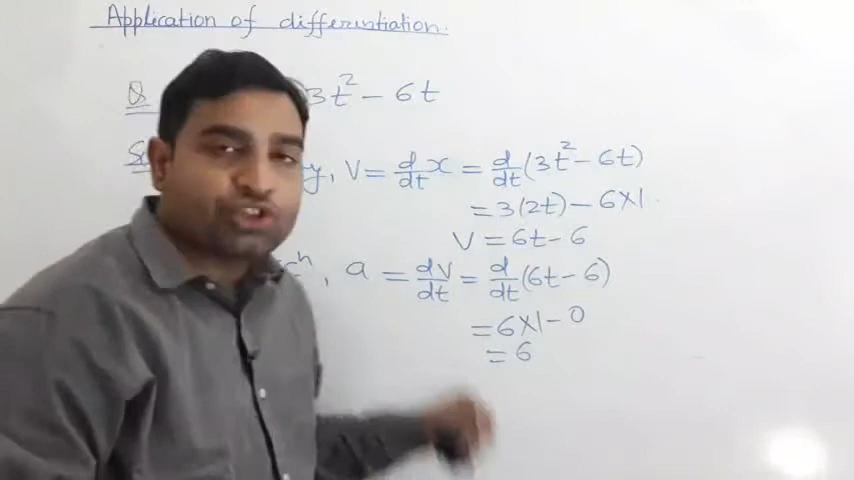 Application of differentiation.
Q 3t² - 6t
V = d/dt x = d/dt (3t² - 6t)
= 3(2t) - 6×1
V = 6t - 6
a = dv/dt = d/dt (6t - 6)
= 6×1 - 0
= 6